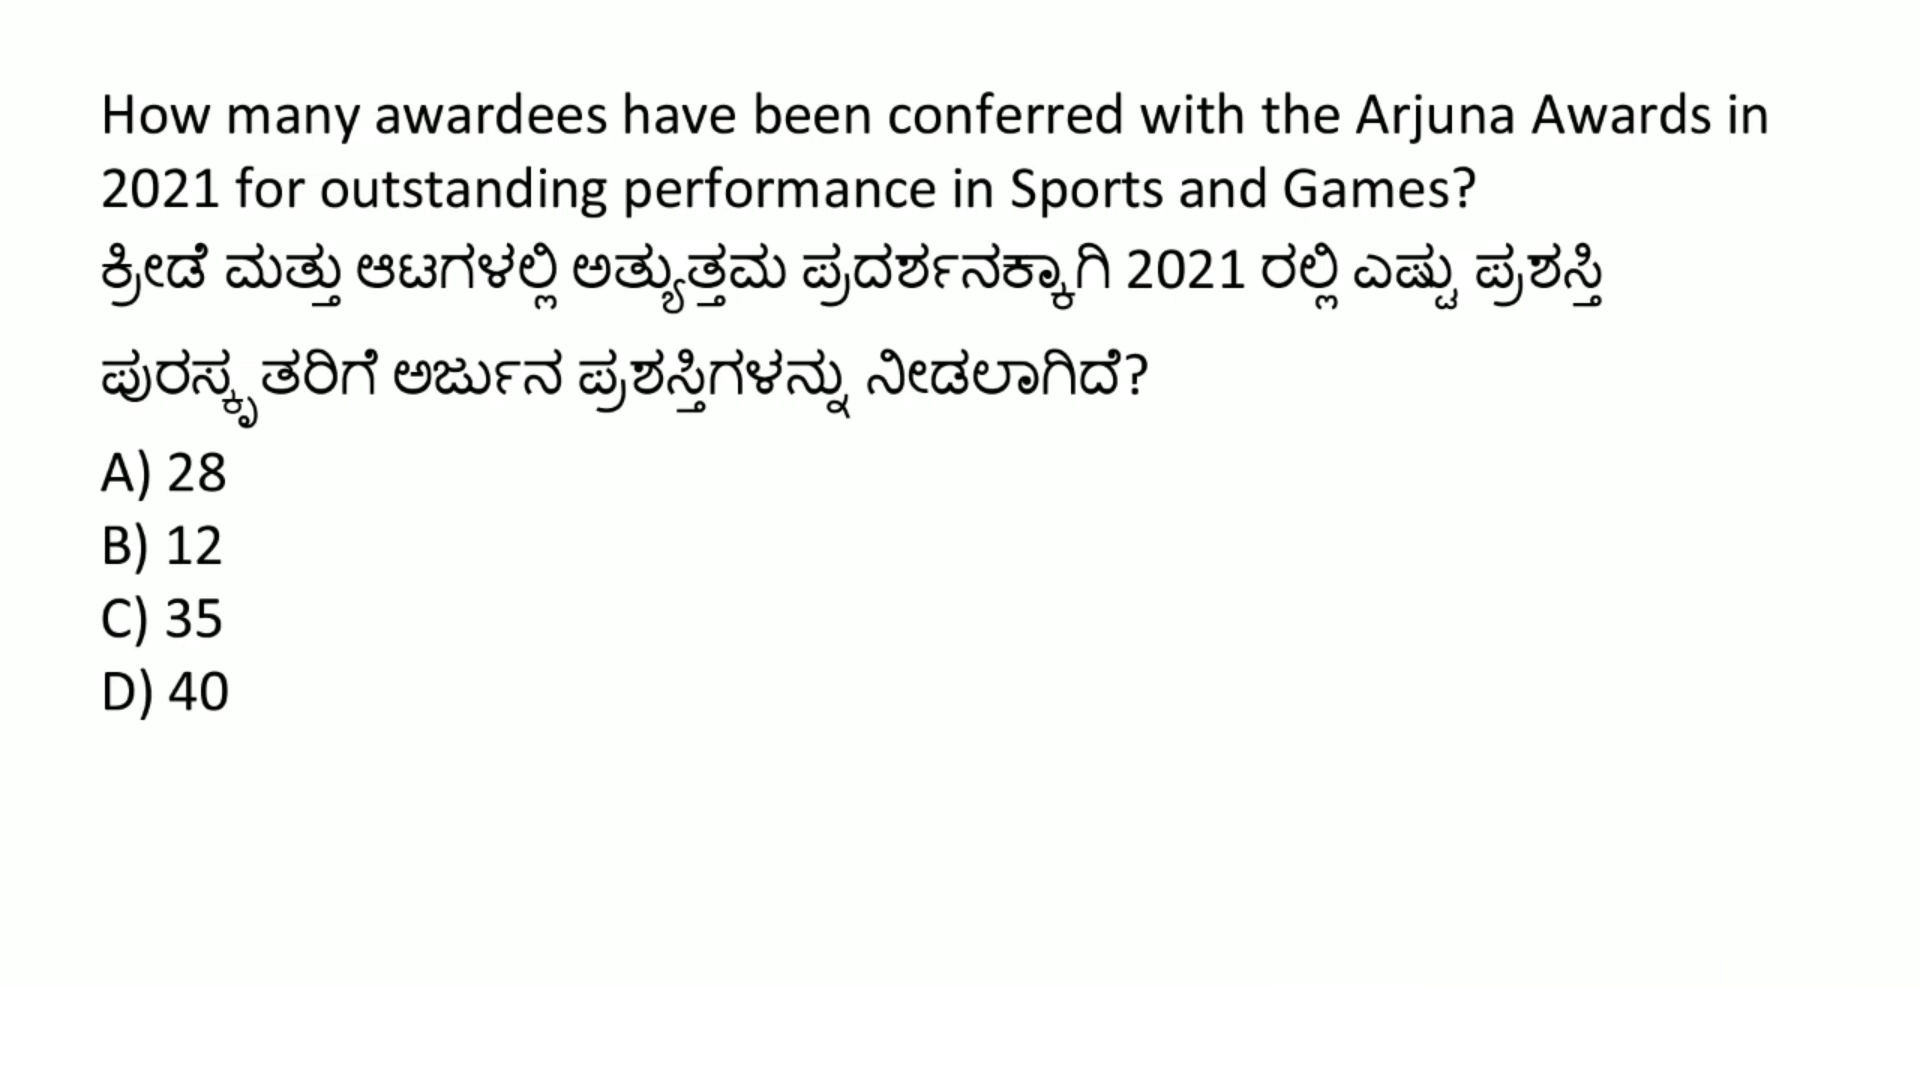 How many awardees have been conferred with the Arjuna Awards in
2021 for outstanding performance in Sports and Games?
ಕ್ರೀಡೆ ಮತ್ತು ಆಟಗಳಲ್ಲಿ ಅತ್ಯುತ್ತಮ ಪ್ರದರ್ಶನಕ್ಕಾಗಿ 2021 ರಲ್ಲಿ ಎಷ್ಟು ಪ್ರಶಸ್ತಿ
ಪುರಸ್ಕೃತರಿಗೆ ಅರ್ಜುನ ಪ್ರಶಸ್ತಿಗಳನ್ನು ನೀಡಲಾಗಿದೆ?
A) 28
B) 12
C) 35
D) 40